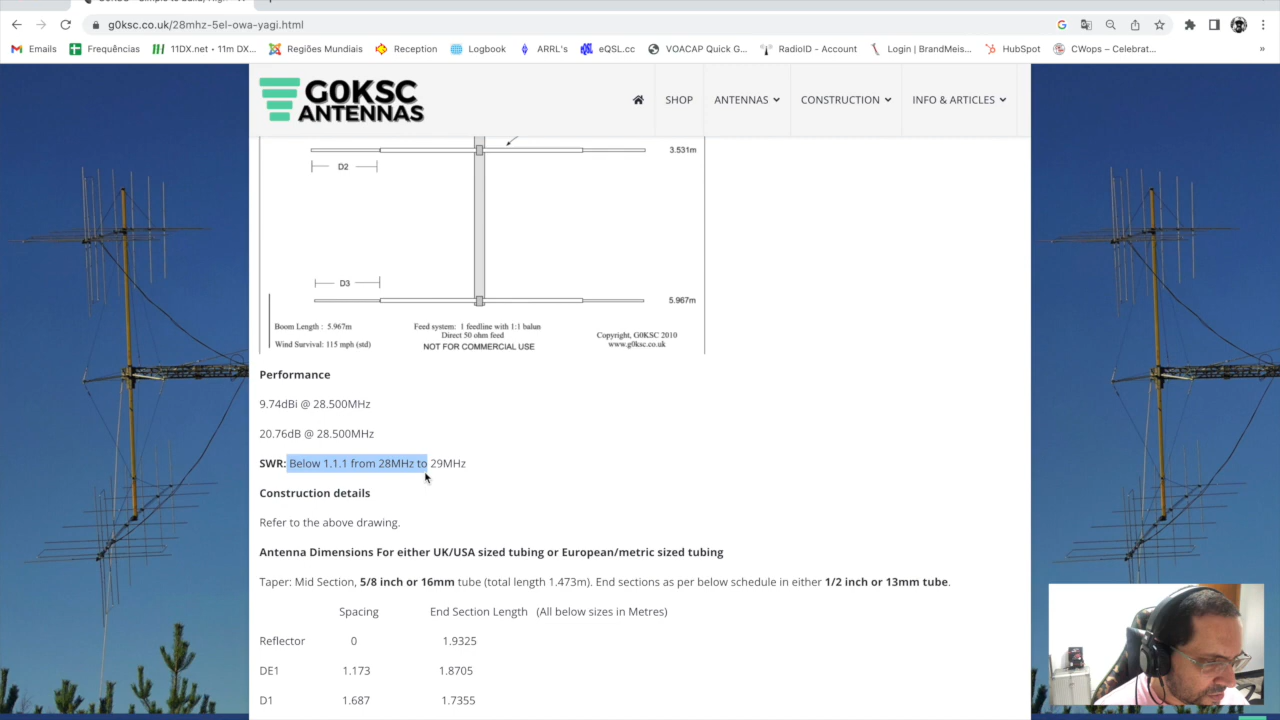 g0ksc.co.uk/28mhz-5el-owa-yagi.html
Emails Frequências 11DX.net • 11m DX... Regiões Mundiais Reception Logbook ARRL's eQSL.cc VOACAP Quick G... RadioID - Account Login | BrandMeis... HubSpot CWops – Celebrat... »
G0KSC
ANTENNAS
SHOP ANTENNAS CONSTRUCTION INFO & ARTICLES
3.531m
D2
D3
5.967m
Boom Length : 5.967m Feed system: 1 feedline with 1:1 balun Copyright, G0KSC 2010
Wind Survival: 115 mph (std) Direct 50 ohm feed www.g0ksc.co.uk
NOT FOR COMMERCIAL USE
Performance
9.74dBi @ 28.500MHz
20.76dB @ 28.500MHz
SWR: Below 1.1.1 from 28MHz to 29MHz
Construction details
Refer to the above drawing.
Antenna Dimensions For either UK/USA sized tubing or European/metric sized tubing
Taper: Mid Section, 5/8 inch or 16mm tube (total length 1.473m). End sections as per below schedule in either 1/2 inch or 13mm tube.
Spacing End Section Length (All below sizes in Metres)
Reflector 0 1.9325
DE1 1.173 1.8705
D1 1.687 1.7355